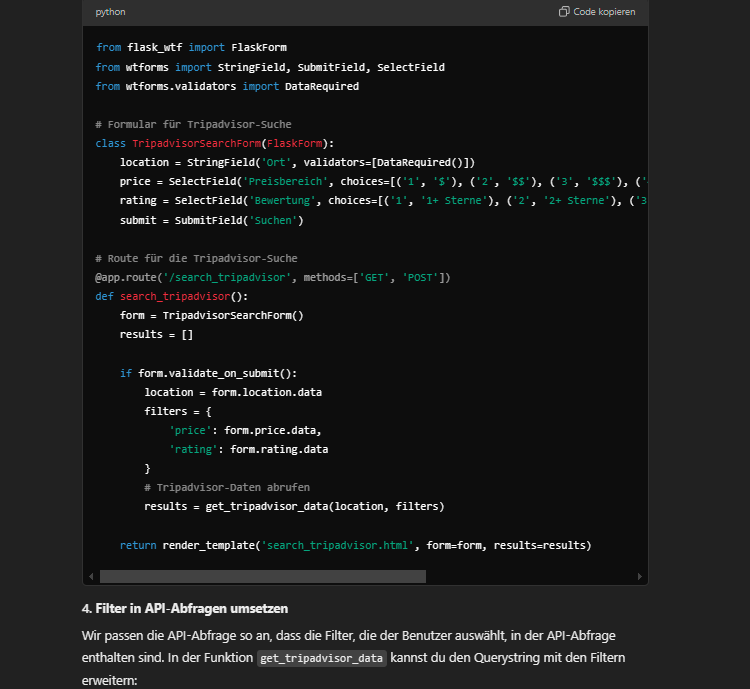 python
Code kopieren
from flask_wtf import FlaskForm
from wtforms import StringField, SubmitField, SelectField
from wtforms.validators import DataRequired
# Formular für Tripadvisor-Suche
class TripadvisorSearchForm(FlaskForm):
location = StringField('Ort', validators=[DataRequired()])
price = SelectField('Preisbereich', choices=[('1', '$'), ('2', '$$'), ('3', '$$$'), ('
rating = SelectField('Bewertung', choices=[('1', '1+ Sterne'), ('2', '2+ Sterne'), ('3
submit = SubmitField('Suchen')
# Route für die Tripadvisor-Suche
@app.route('/search_tripadvisor', methods=['GET', 'POST'])
def search_tripadvisor():
form = TripadvisorSearchForm()
results = []
if form.validate_on_submit():
location = form.location.data
filters = {
'price': form.price.data,
'rating': form.rating.data
}
# Tripadvisor-Daten abrufen
results = get_tripadvisor_data(location, filters)
return render_template('search_tripadvisor.html', form=form, results=results)
4. Filter in API-Abfragen umsetzen
Wir passen die API-Abfrage so an, dass die Filter, die der Benutzer auswählt, in der API-Abfrage
enthalten sind. In der Funktion get_tripadvisor_data kannst du den Querystring mit den Filtern
erweitern: